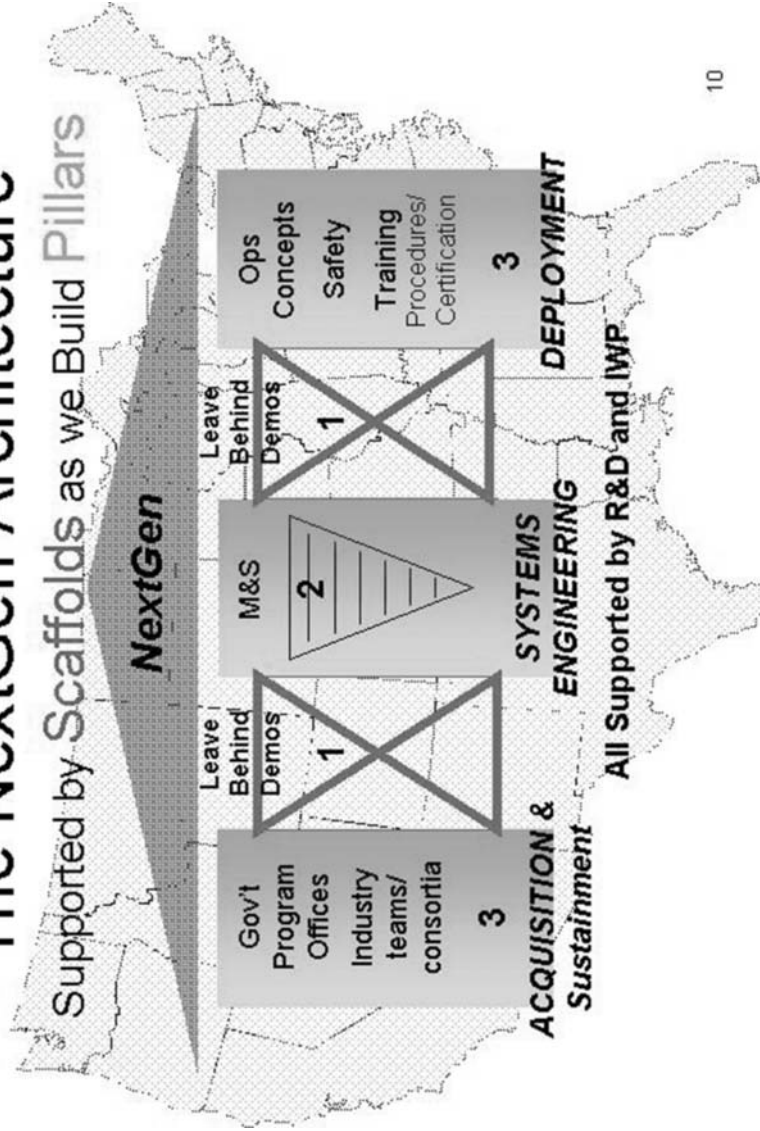 The NextGen Architecture
Supported by Scaffolds as we Build Pillars
NextGen
Gov't
Program
Offices
Industry
teams/
consortia
3
ACQUISITION &
Sustainment
Leave
Behind
Demos
1
M&S
2
SYSTEMS
ENGINEERING
Leave
Behind
Demos
1
Ops
Concepts
Safety
Training
Procedures/
Certification
3
DEPLOYMENT
All Supported by R&D and IWP
10